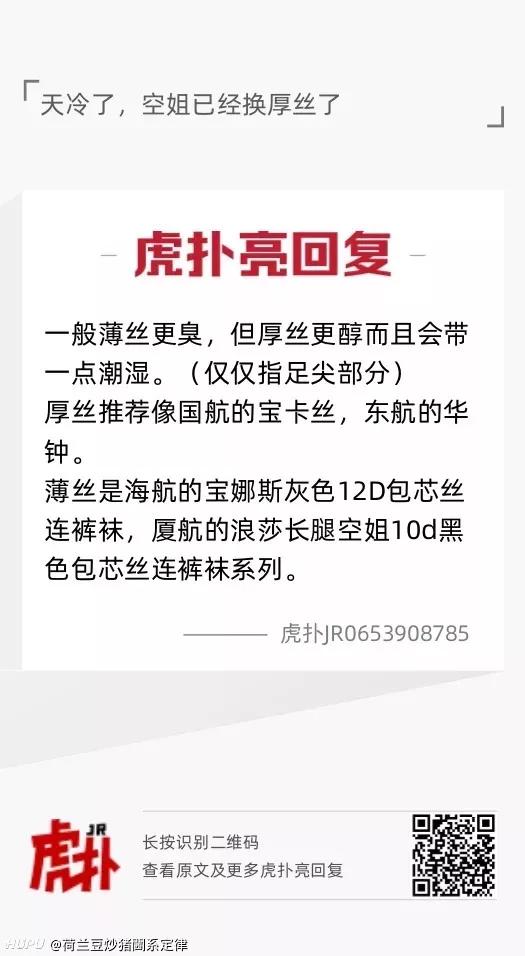 天冷了，空姐已经换厚丝了
虎扑亮回复
一般薄丝更臭，但厚丝更醇而且会带
一点潮湿。（仅仅指足尖部分）
厚丝推荐像国航的宝卡丝，东航的华
钟。
薄丝是海航的宝娜斯灰色12D包芯丝
连裤袜，厦航的浪莎长腿空姐10d黑
色包芯丝连裤袜系列。
虎扑JR0653908785
虎扑JR
长按识别二维码
查看原文及更多虎扑亮回复
HUPU @荷兰豆炒猪闸系定律